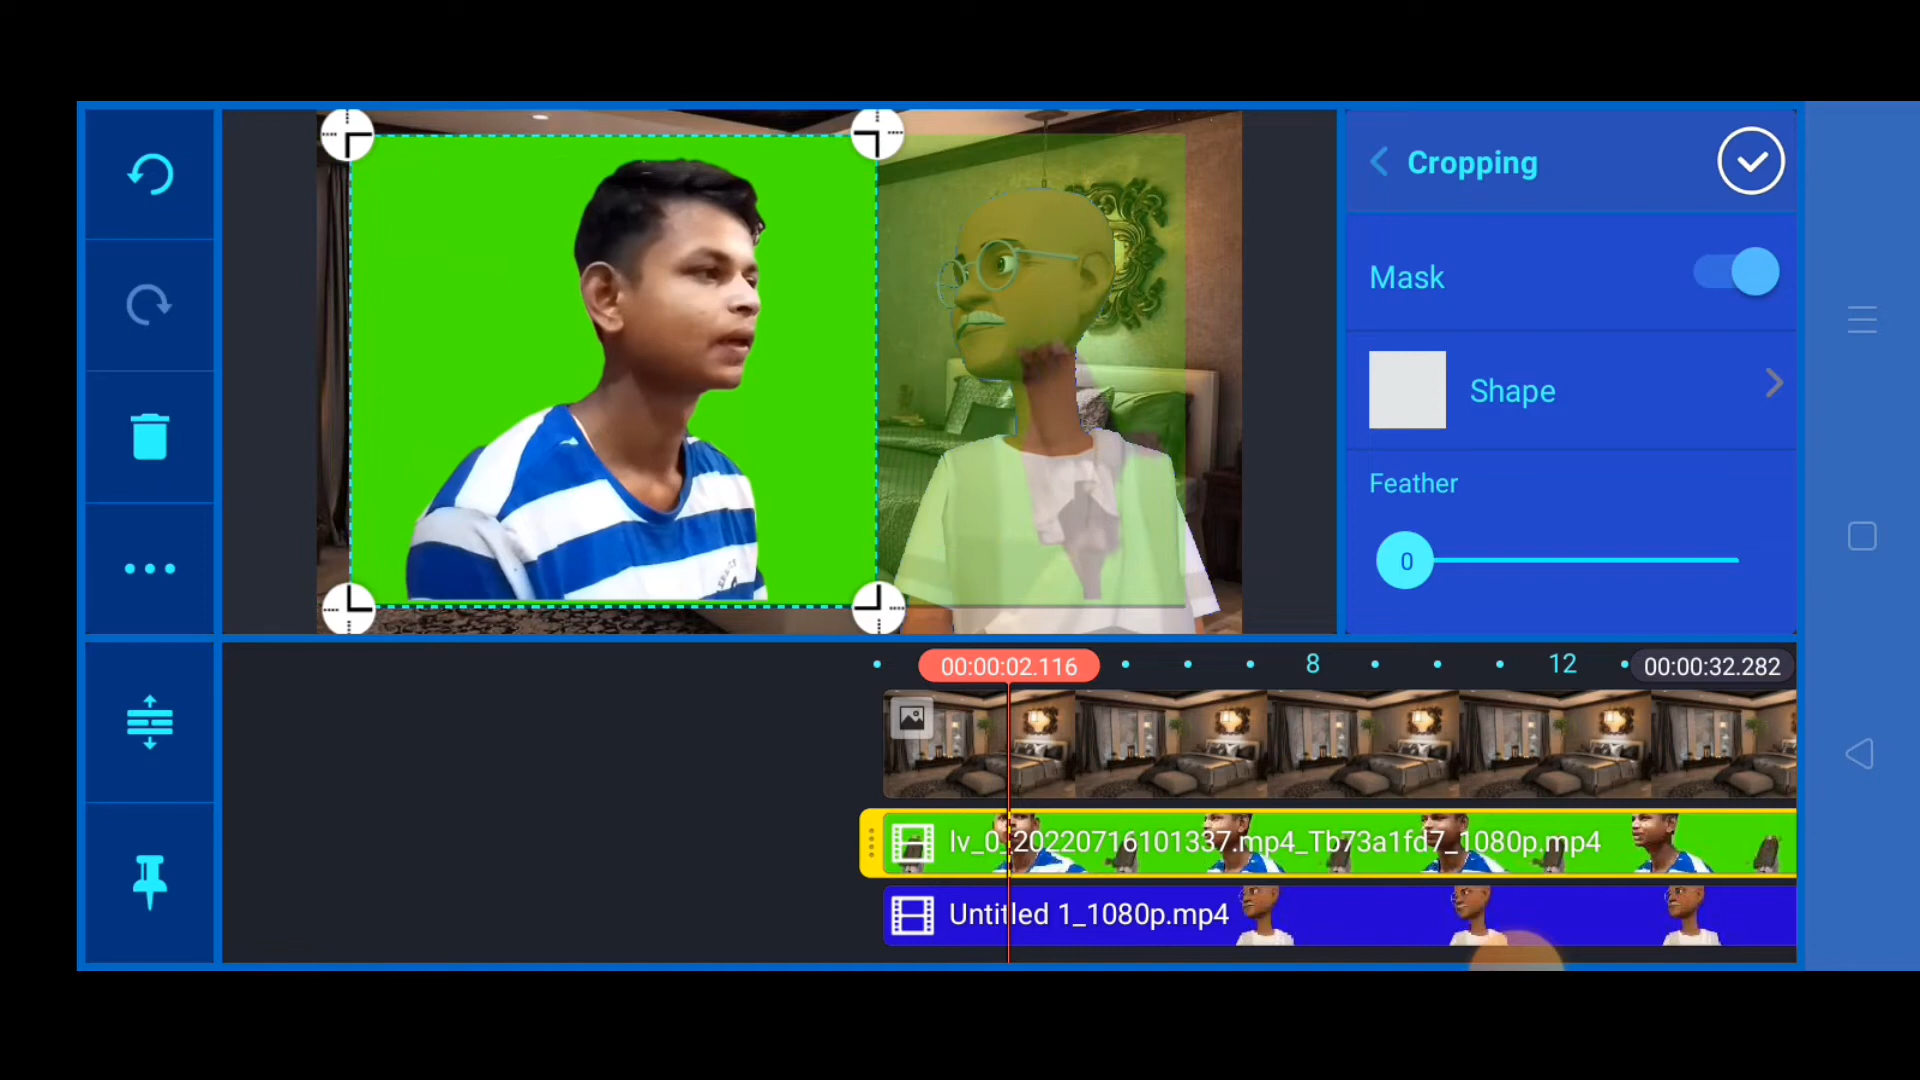 Cropping
Mask
Shape
Feather
0
00:00:02.116
8
12
00:00:32.282
lv_0_20220716101337.mp4_Tb73a1fd7_1080p.mp4
Untitled 1_1080p.mp4